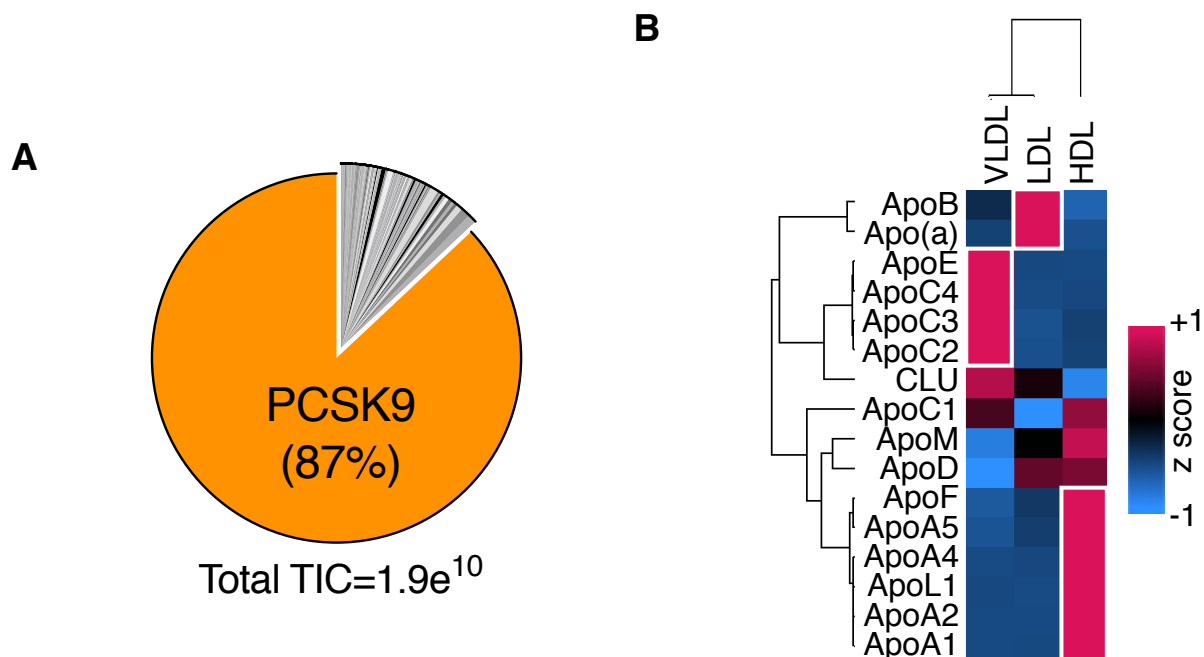 A
PCSK9
(87%)
Total TIC=1.9e10
B
VLDL
LDL
HDL
ApoB
Apo(a)
ApoE
ApoC4
ApoC3
ApoC2
CLU
ApoC1
ApoM
ApoD
ApoF
ApoA5
ApoA4
ApoL1
ApoA2
ApoA1
+1
z score
-1